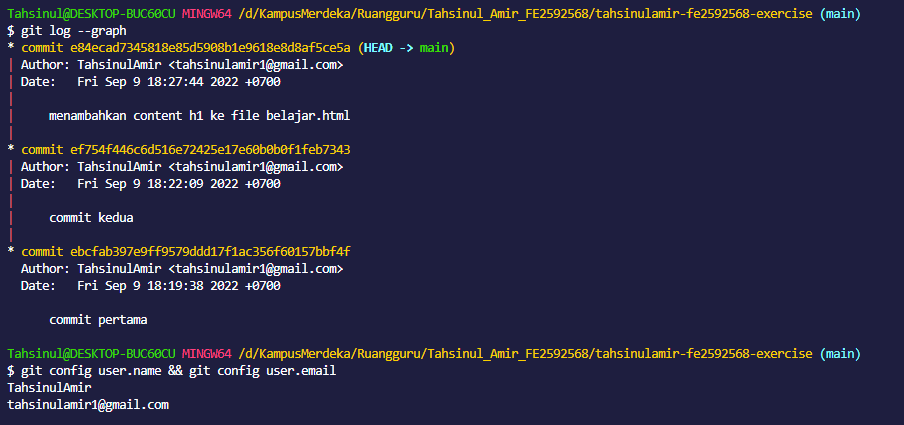 Tahsinul@DESKTOP-BUC60CU MINGW64 /d/KampusMerdeka/Ruangguru/Tahsinul_Amir_FE2592568/tahsinulamir-fe2592568-exercise (main)
$ git log --graph
* commit e84ecad7345818e85d5908b1e9618e8d8af5ce5a (HEAD -> main)
| Author: TahsinulAmir <tahsinulamir1@gmail.com>
| Date:   Fri Sep 9 18:27:44 2022 +0700
|
|     menambahkan content h1 ke file belajar.html
|
* commit ef754f446c6d516e72425e17e60b0b0f1feb7343
| Author: TahsinulAmir <tahsinulamir1@gmail.com>
| Date:   Fri Sep 9 18:22:09 2022 +0700
|
|     commit kedua
|
* commit ebcfab397e9ff9579ddd17f1ac356f60157bbf4f
  Author: TahsinulAmir <tahsinulamir1@gmail.com>
  Date:   Fri Sep 9 18:19:38 2022 +0700

      commit pertama

Tahsinul@DESKTOP-BUC60CU MINGW64 /d/KampusMerdeka/Ruangguru/Tahsinul_Amir_FE2592568/tahsinulamir-fe2592568-exercise (main)
$ git config user.name && git config user.email
TahsinulAmir
tahsinulamir1@gmail.com